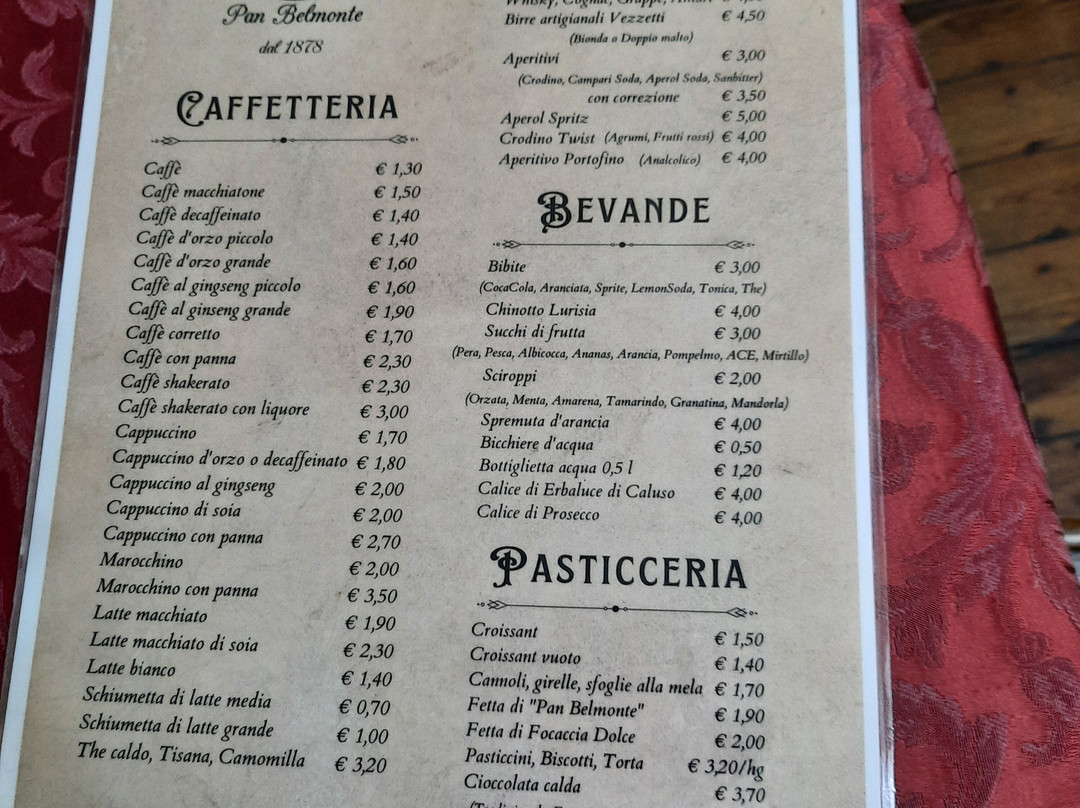 Pan Belmonte
dal 1878
CAFFETTERIA
Caffè € 1,30
Caffè macchiatone € 1,50
Caffè decaffeinato € 1,40
Caffè d'orzo piccolo € 1,40
Caffè d'orzo grande € 1,60
Caffè al gingseng piccolo € 1,60
Caffè al ginseng grande € 1,90
Caffè corretto € 1,70
Caffè con panna € 2,30
Caffè shakerato € 2,30
Caffè shakerato con liquore € 3,00
Cappuccino € 1,70
Cappuccino d'orzo o decaffeinato € 1,80
Cappuccino al gingseng € 2,00
Cappuccino di soia € 2,00
Cappuccino con panna € 2,70
Marocchino € 2,00
Marocchino con panna € 3,50
Latte macchiato € 1,90
Latte macchiato di soia € 2,30
Latte bianco € 1,40
Schiumetta di latte media € 0,70
Schiumetta di latte grande € 1,00
The caldo, Tisana, Camomilla € 3,20
Whisky, Cognac, Grappe, Amari
Birre artigianali Vezzetti € 4,50
(Bionda o Doppio malto)
Aperitivi € 3,00
(Crodino, Campari Soda, Aperol Soda, Sanbitter)
con correzione € 3,50
Aperol Spritz € 5,00
Crodino Twist (Agrumi, Frutti rossi) € 4,00
Aperitivo Portofino (Analcolico) € 4,00
BEVANDE
Bibite € 3,00
(CocaCola, Aranciata, Sprite, LemonSoda, Tonica, The)
Chinotto Lurisia € 4,00
Succhi di frutta € 3,00
(Pera, Pesca, Albicocca, Ananas, Arancia, Pompelmo, ACE, Mirtillo)
Sciroppi € 2,00
(Orzata, Menta, Amarena, Tamarindo, Granatina, Mandorla)
Spremuta d'arancia € 4,00
Bicchiere d'acqua € 0,50
Bottiglietta acqua 0,5 l € 1,20
Calice di Erbaluce di Caluso € 4,00
Calice di Prosecco € 4,00
PASTICCERIA
Croissant € 1,50
Croissant vuoto € 1,40
Cannoli, girelle, sfoglie alla mela € 1,70
Fetta di "Pan Belmonte" € 1,90
Fetta di Focaccia Dolce € 2,00
Pasticcini, Biscotti, Torta € 3,20/hg
Cioccolata calda € 3,70